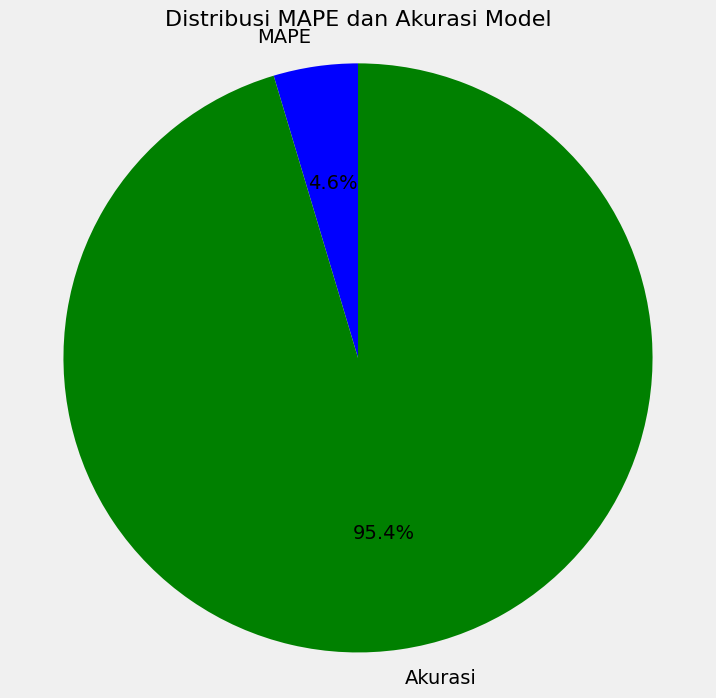 Distribusi MAPE dan Akurasi Model
MAPE
4.6%
95.4%
Akurasi